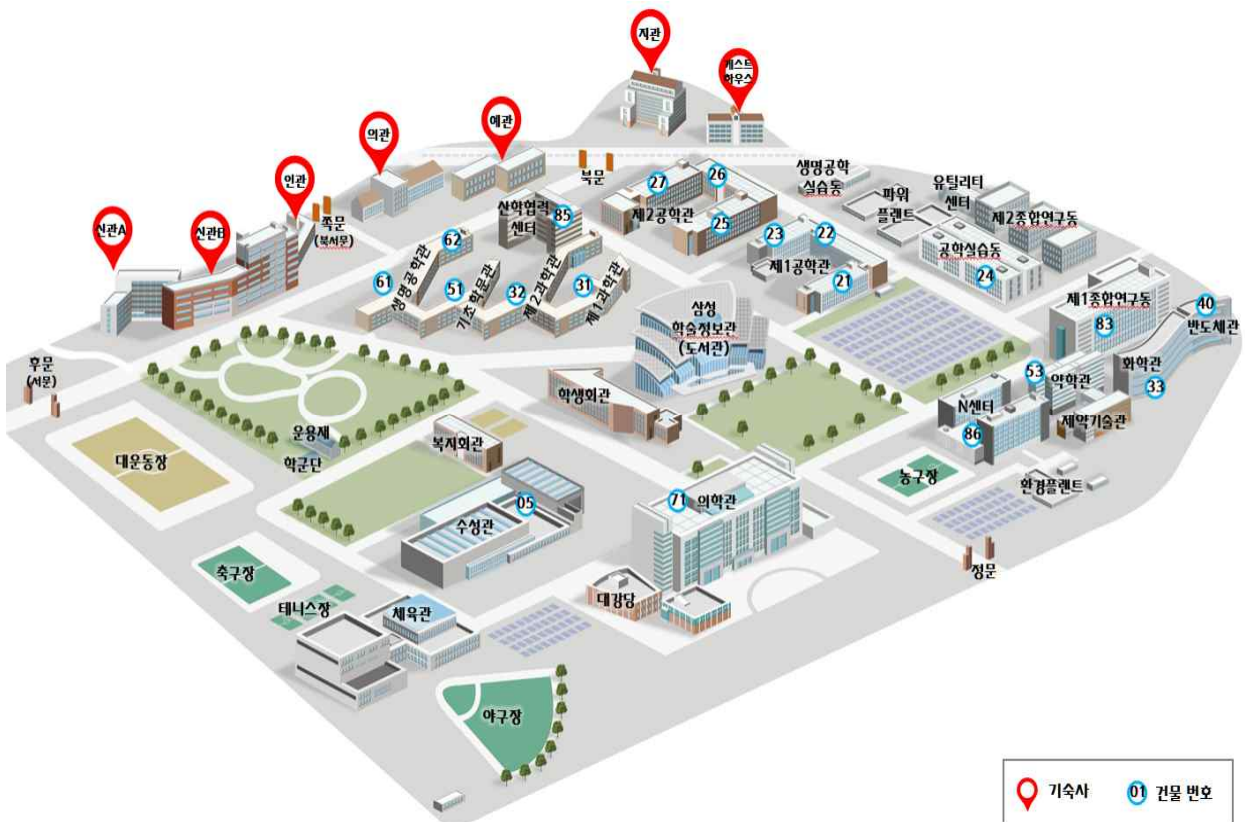 지관
게스트
하우스
예관
의관
인관
신관B
신관A
쪽문
(북서문)
북문
생명공학
실습동
파워
플랜트
유틸리티
센터
제2종합연구동
27
26
제2공학관
25
산학협력
센터
85
62
61
생명공학관
51
기초학문관
32
제2과학관
31
제1과학관
23
22
제1공학관
21
공학실습동
24
제1종합연구동
83
40
반도체관
화학관
33
53
약학관
N센터
86
제약기술관
삼성
학술정보관
(도서관)
학생회관
복지회관
후문
(서문)
운용재
학군단
대운동장
농구장
환경플랜트
정문
71
의학관
05
수성관
축구장
테니스장
체육관
대강당
야구장
기숙사
01
건물 번호